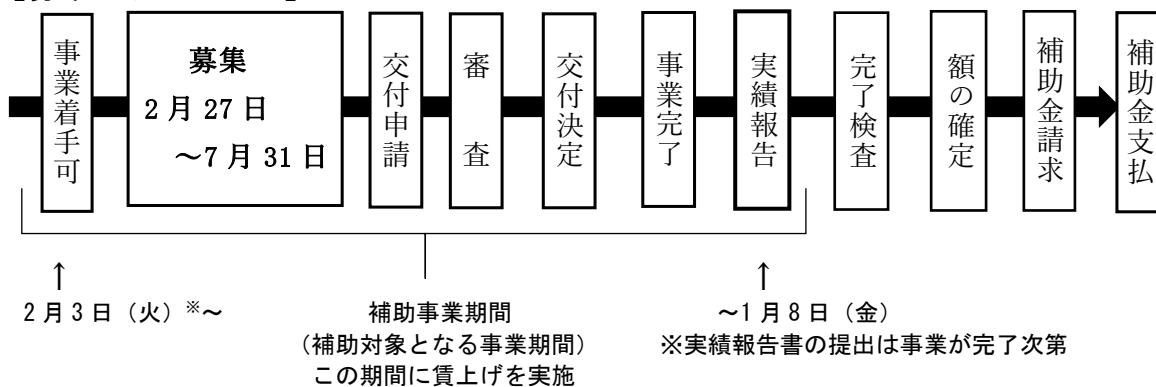 事業着手可
募集
2月27日
～7月31日
交付申請
審査
交付決定
事業完了
実績報告
完了検査
額の確定
補助金請求
補助金支払
↑
2月3日（火）※～
補助事業期間
（補助対象となる事業期間）
この期間に賃上げを実施
↑
～1月8日（金）
※実績報告書の提出は事業が完了次第